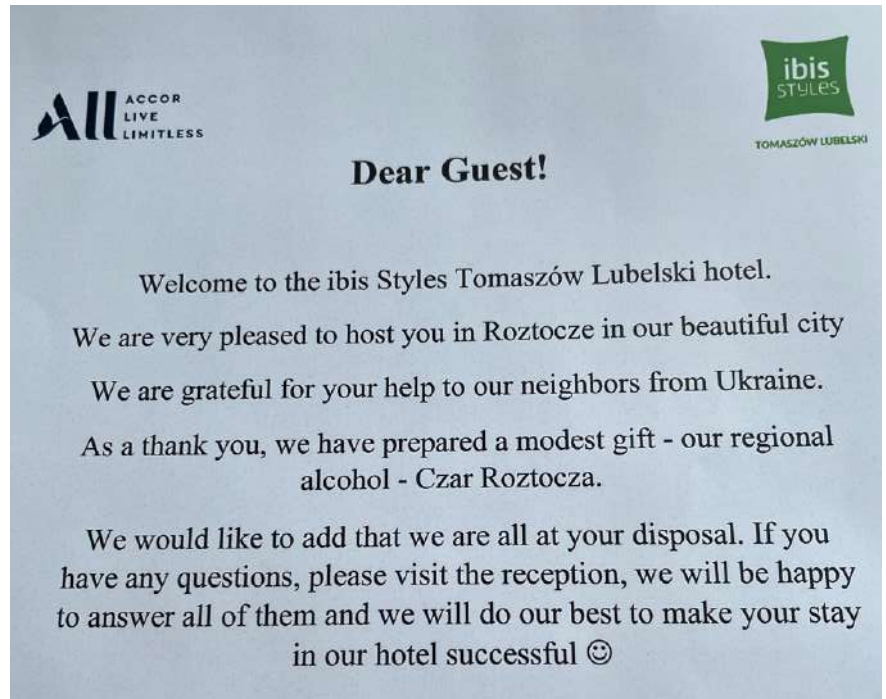 All ACCOR
LIVE
LIMITLESS
ibis
STYLES
TOMASZÓW LUBELSKI
Dear Guest!
Welcome to the ibis Styles Tomaszów Lubelski hotel.
We are very pleased to host you in Roztocze in our beautiful city
We are grateful for your help to our neighbors from Ukraine.
As a thank you, we have prepared a modest gift - our regional
alcohol - Czar Roztocza.
We would like to add that we are all at your disposal. If you
have any questions, please visit the reception, we will be happy
to answer all of them and we will do our best to make your stay
in our hotel successful ☺